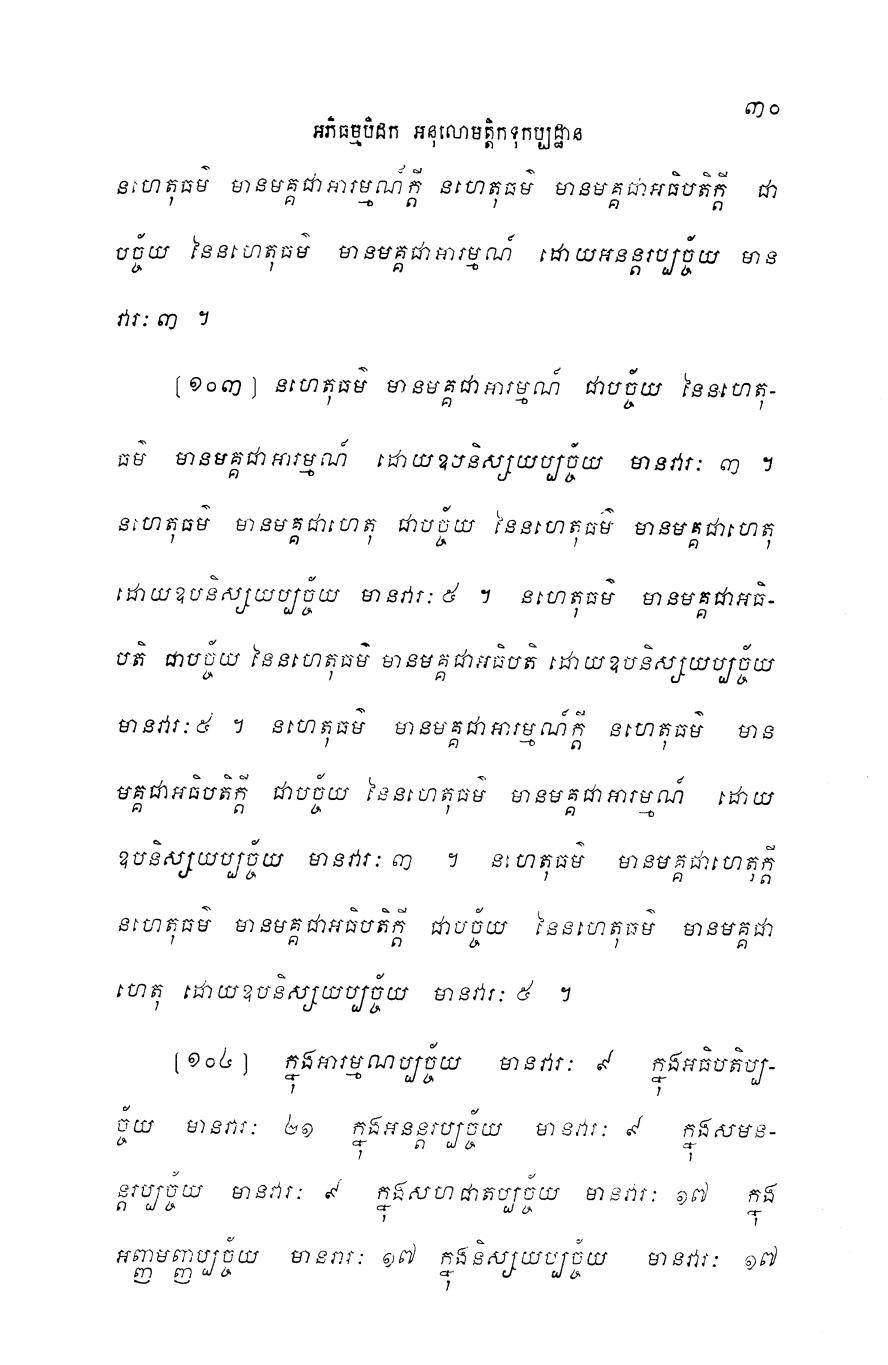 ៣០
អភិធម្មបិដក អនុលោមត្តិកទុកប្បដ្ឋាន
នហេតុធម៌ មានមគ្គជាអារម្មណ៍ក្តី នហេតុធម៌ មានមគ្គជាអធិបតិក្តី ជា
បច្ច័យ នៃនហេតុធម៌ មានមគ្គជាអារម្មណ៍ ដោយអនន្តរប្បច្ច័យ មាន
វារៈ ៣ ។
[១០៣] នហេតុធម៌ មានមគ្គជាអារម្មណ៍ ជាបច្ច័យ នៃនហេតុ-
ធម៌ មានមគ្គជាអារម្មណ៍ ដោយឧបនិស្សយប្បច្ច័យ មានវារៈ ៣ ។
នហេតុធម៌ មានមគ្គជាហេតុ ជាបច្ច័យ នៃនហេតុធម៌ មានមគ្គជាហេតុ
ដោយឧបនិស្សយប្បច្ច័យ មានវារៈ ៥ ។ នហេតុធម៌ មានមគ្គជាអធិ-
បតិ ជាបច្ច័យ នៃនហេតុធម៌ មានមគ្គជាអធិបតិ ដោយឧបនិស្សយប្បច្ច័យ
មានវារៈ ៥ ។ នហេតុធម៌ មានមគ្គជាអារម្មណ៍ក្តី នហេតុធម៌ មាន
មគ្គជាអធិបតិក្តី ជាបច្ច័យ នៃនហេតុធម៌ មានមគ្គជាអារម្មណ៍ ដោយ
ឧបនិស្សយប្បច្ច័យ មានវារៈ ៣ ។ នហេតុធម៌ មានមគ្គជាហេតុក្តី
នហេតុធម៌ មានមគ្គជាអធិបតិក្តី ជាបច្ច័យ នៃនហេតុធម៌ មានមគ្គជា
ហេតុ ដោយឧបនិស្សយប្បច្ច័យ មានវារៈ ៥ ។
[១០៤] ក្នុងអារម្មណប្បច្ច័យ មានវារៈ ៩ ក្នុងអធិបតិប្ប-
ច្ច័យ មានវារៈ ២១ ក្នុងអនន្តរប្បច្ច័យ មានវារៈ ៩ ក្នុងសមន-
ន្តរប្បច្ច័យ មានវារៈ ៩ ក្នុងសហជាតប្បច្ច័យ មានវារៈ ១៧ ក្នុង
អញ្ញមញ្ញប្បច្ច័យ មានវារៈ ១៧ ក្នុងនិស្សយប្បច្ច័យ មានវារៈ ១៧